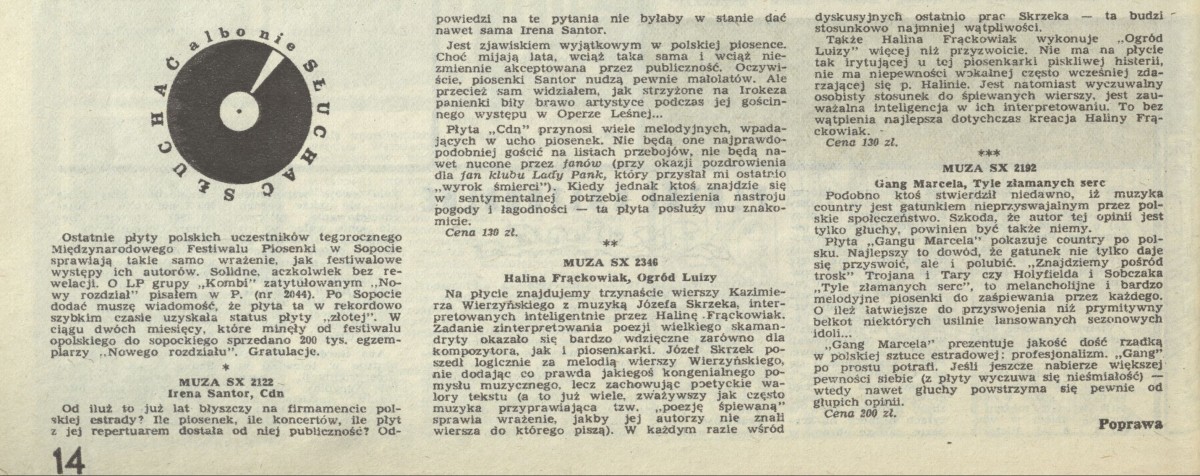 SŁUCHAĆ albo nie SŁUCHAĆ
Ostatnie płyty polskich uczestników tegorocznego
Międzynarodowego Festiwalu Piosenki w Sopocie
sprawiają takie samo wrażenie, jak festiwalowe
występy ich autorów. Solidne, aczkolwiek bez re-
welacji. O LP grupy „Kombi" zatytułowanym „No-
wy rozdział" pisałem w P. (nr 2044). Po Sopocie
dodać muszę wiadomość, że płyta ta w rekordowo
szybkim czasie uzyskała status płyty „złotej". W
ciągu dwóch miesięcy, które minęły od festiwalu
opolskiego do sopockiego sprzedano 200 tys. egzem-
plarzy „Nowego rozdziału". Gratulacje.
*
MUZA SX 2122
Irena Santor, Cdn
Od iluż to już lat błyszczy na firmamencie pol-
skiej estrady? Ile piosenek, ile koncertów, ile płyt
z jej repertuarem dostała od niej publiczność? Od-
powiedzi na te pytania nie byłaby w stanie dać
nawet sama Irena Santor.
Jest zjawiskiem wyjątkowym w polskiej piosence.
Choć mijają lata, wciąż taka sama i wciąż nie-
zmiennie akceptowana przez publiczność. Oczywi-
ście, piosenki Santor nudzą pewnie małolatów. Ale
przecież sam widziałem, jak strzyżone na Irokeza
panienki biły brawo artystyce podczas jej gościn-
nego występu w Operze Leśnej...
Płyta „Cdn" przynosi wiele melodyjnych, wpada-
jących w ucho piosenek. Nie będą one najprawdo-
podobniej gościć na listach przebojów, nie będą na-
wet nucone przez fanów (przy okazji pozdrowienia
dla fan klubu Lady Pank, który przysłał mi ostatnio
„wyrok śmierci"). Kiedy jednak ktoś znajdzie się
w sentymentalnej potrzebie odnalezienia nastroju
pogody i łagodności — ta płyta posłuży mu znako-
micie.
Cena 130 zł.
**
MUZA SX 2346
Halina Frąckowiak, Ogród Luizy
Na płycie znajdujemy trzynaście wierszy Kazimie-
rza Wierzyńskiego z muzyką Józefa Skrzeka, inter-
pretowanych inteligentnie przez Halinę Frąckowiak.
Zadanie zinterpretowania poezji wielkiego skaman-
dryty okazało się bardzo wdzięczne zarówno dla
kompozytora, jak i piosenkarki. Józef Skrzek po-
szedł logicznie za melodią wierszy Wierzyńskiego,
nie dodając co prawda jakiegoś kongenialnego po-
mysłu muzycznego, lecz zachowując poetyckie wa-
lory tekstu (a to już wiele, zważywszy jak często
muzyka przyprawiająca tzw. „poezję śpiewaną"
sprawia wrażenie, jakby jej autorzy nie znali
wiersza do którego piszą). W każdym razie wśród
dyskusyjnych ostatnio prac Skrzeka — ta budzi
stosunkowo najmniej wątpliwości.
Także Halina Frąckowiak wykonuje „Ogród
Luizy" więcej niż przyzwoicie. Nie ma na płycie
tak irytującej u tej piosenkarki piskliwej histerii,
nie ma niepewności wokalnej często wcześniej zda-
rzającej się p. Halinie. Jest natomiast wyczuwalny
osobisty stosunek do śpiewanych wierszy, jest zau-
ważalna inteligencja w ich interpretowaniu. To bez
wątpienia najlepsza dotychczas kreacja Haliny Frą-
ckowiak.
Cena 130 zł.
***
MUZA SX 2192
Gang Marcela, Tyle złamanych serc
Podobno ktoś stwierdził niedawno, iż muzyka
country jest gatunkiem nieprzyswajalnym przez pol-
skie społeczeństwo. Szkoda, że autor tej opinii jest
tylko głuchy, powinien być także niemy.
Płyta „Gangu Marcela" pokazuje country po pol-
sku. Najlepszy to dowód, że gatunek nie tylko daje
się przyswoić, ale i polubić. „Znajdziemy pośród
trosk" Trojana i Tary czy Holyfielda i Sobczaka
„Tyle złamanych serc", to melancholijne i bardzo
melodyjne piosenki do zaśpiewania przez każdego.
O ileż łatwiejsze do przyswojenia niż prymitywny
bełkot niektórych usilnie lansowanych sezonowych
idoli...
„Gang Marcela" prezentuje jakość dość rzadką
w polskiej sztuce estradowej: profesjonalizm. „Gang"
po prostu potrafi. Jeśli jeszcze nabierze większej
pewności siebie (z płyty wyczuwa się nieśmiałość) —
wtedy nawet głuchy powstrzyma się pewnie od
głupich opinii.
Cena 200 zł.
Poprawa
14